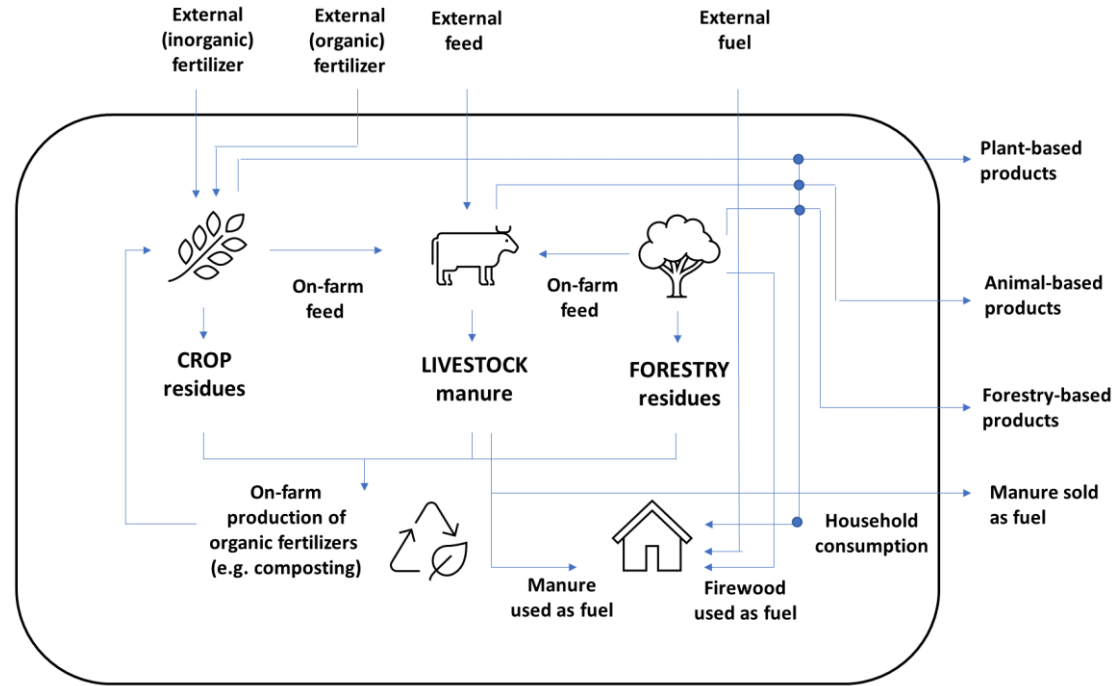 External
(inorganic)
fertilizer
External
(organic)
fertilizer
External
feed
External
fuel
Plant-based
products
On-farm
feed
On-farm
feed
Animal-based
products
CROP
residues
LIVESTOCK
manure
FORESTRY
residues
Forestry-based
products
On-farm
production of
organic fertilizers
(e.g. composting)
Household
consumption
Manure sold
as fuel
Manure
used as fuel
Firewood
used as fuel